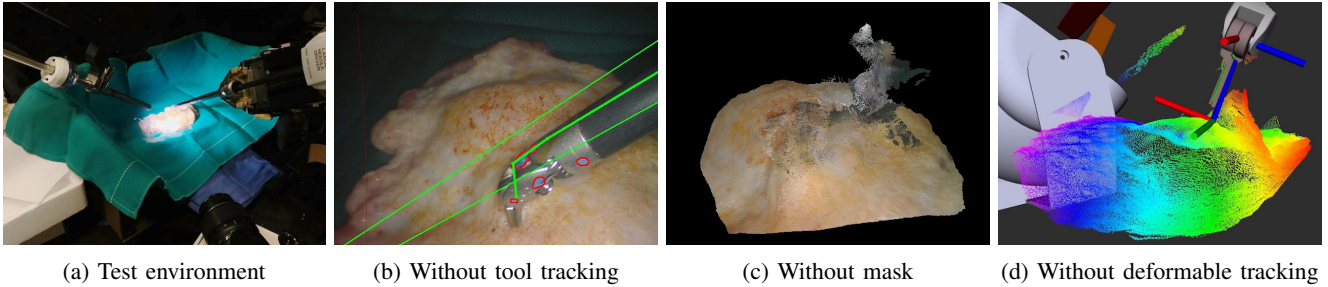 (a) Test environment
(b) Without tool tracking
(c) Without mask
(d) Without deformable tracking